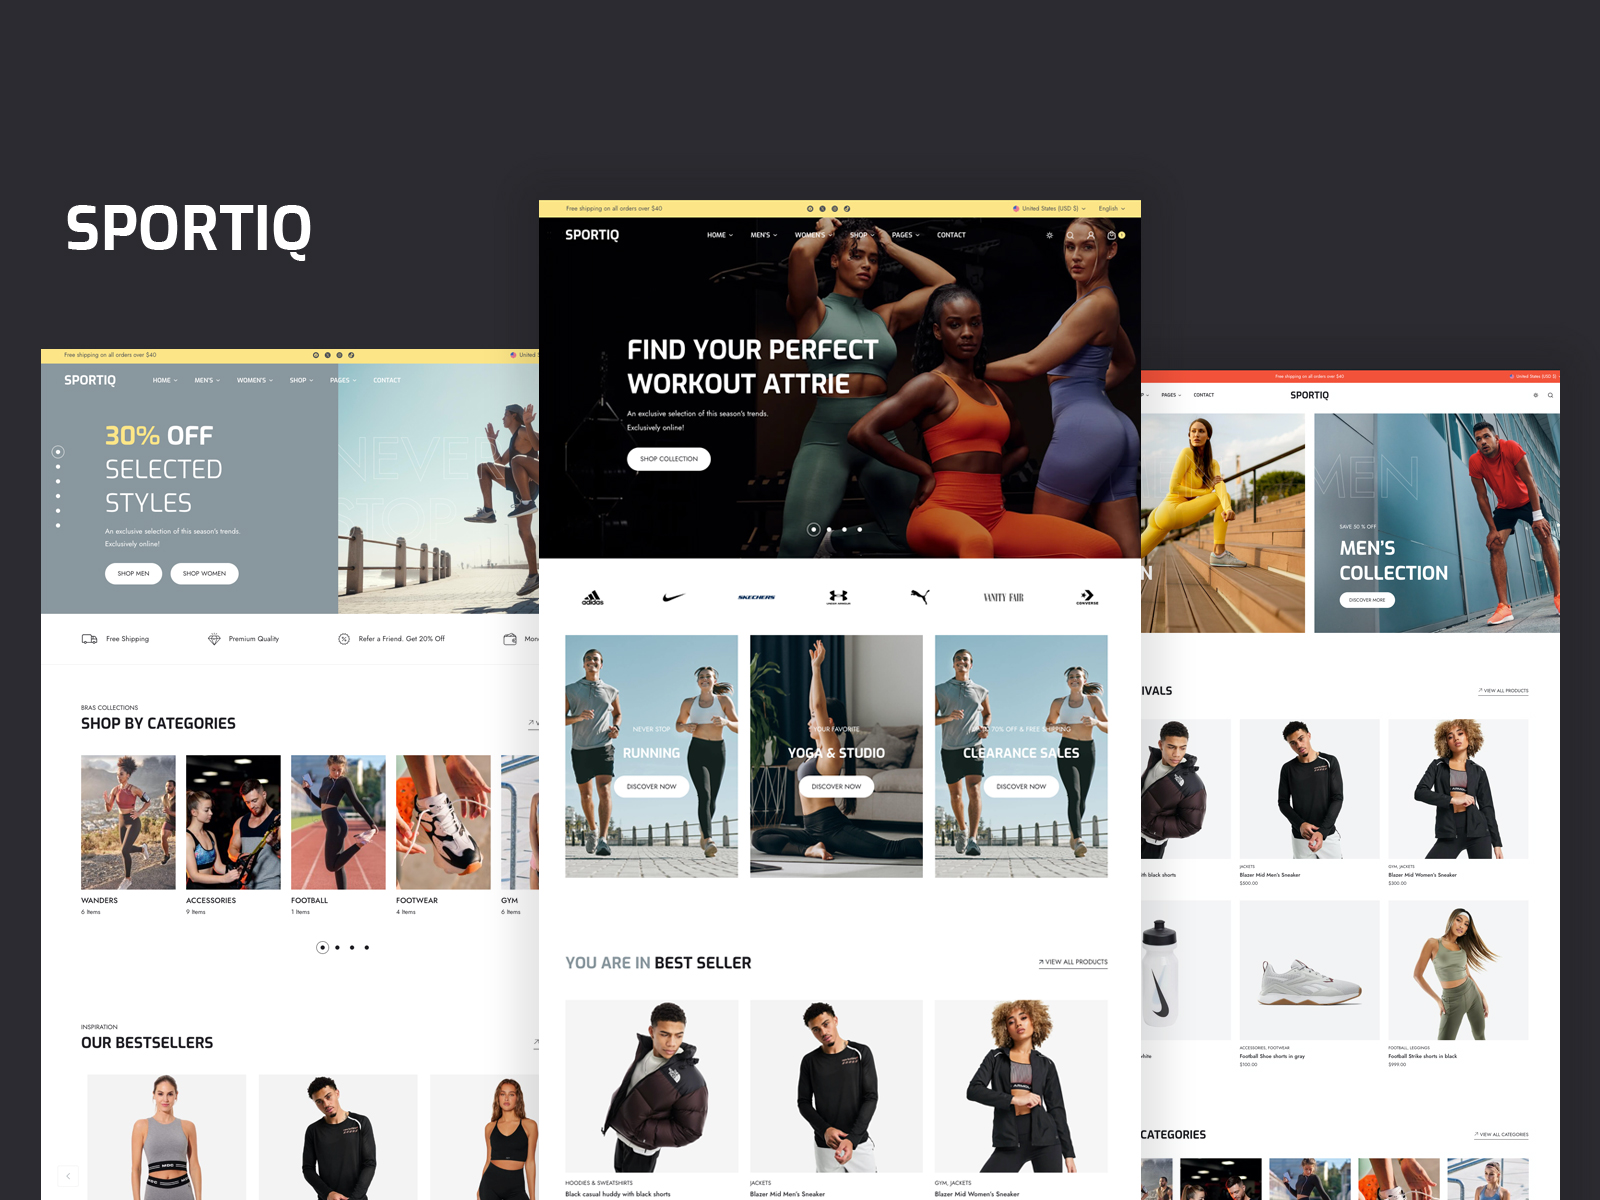 SPORTIQ
Free shipping on all orders over $40
United S
SPORTIQ
HOME
MEN'S
WOMEN'S
SHOP
PAGES
CONTACT
NEVER
STOP
30% OFF
SELECTED
STYLES
An exclusive selection of this season's trends.
Exclusively online!
SHOP MEN
SHOP WOMEN
Free Shipping
Premium Quality
Refer a Friend. Get 20% Off
Mon
BRAS COLLECTIONS
SHOP BY CATEGORIES
WANDERS
6 Items
ACCESSORIES
9 Items
FOOTBALL
1 Items
FOOTWEAR
4 Items
GYM
6 Items
INSPIRATION
OUR BESTSELLERS
Free shipping on all orders over $40
United States (USD $)
English
SPORTIQ
HOME
MEN'S
WOMEN'S
SHOP
PAGES
CONTACT
FIND YOUR PERFECT
WORKOUT ATTRIE
An exclusive selection of this season's trends.
Exclusively online!
SHOP COLLECTION
adidas
SKECHERS
UNDER ARMOUR
VANITY FAIR
CONVERSE
NEVER STOP
RUNNING
DISCOVER NOW
YOUR FAVORITE
YOGA & STUDIO
DISCOVER NOW
70% OFF & FREE SHIPPING
CLEARANCE SALES
DISCOVER NOW
YOU ARE IN BEST SELLER
VIEW ALL PRODUCTS
HOODIES & SWEATSHIRTS
Black casual huddy with black shorts
JACKETS
Blazer Mid Men's Sneaker
GYM, JACKETS
Blazer Mid Women's Sneaker
Free shipping on all orders over $40
United States (USD $)
P
PAGES
CONTACT
SPORTIQ
N
MEN
SAVE 50 % OFF
MEN'S
COLLECTION
DISCOVER MORE
IVALS
VIEW ALL PRODUCTS
ith black shorts
JACKETS
Blazer Mid Men's Sneaker
$500.00
GYM, JACKETS
Blazer Mid Women's Sneaker
$300.00
white
ACCESSORIES, FOOTWEAR
Football Shoe shorts in gray
$100.00
FOOTBALL, LEGGINGS
Football Strike shorts in black
$999.00
CATEGORIES
VIEW ALL CATEGORIES